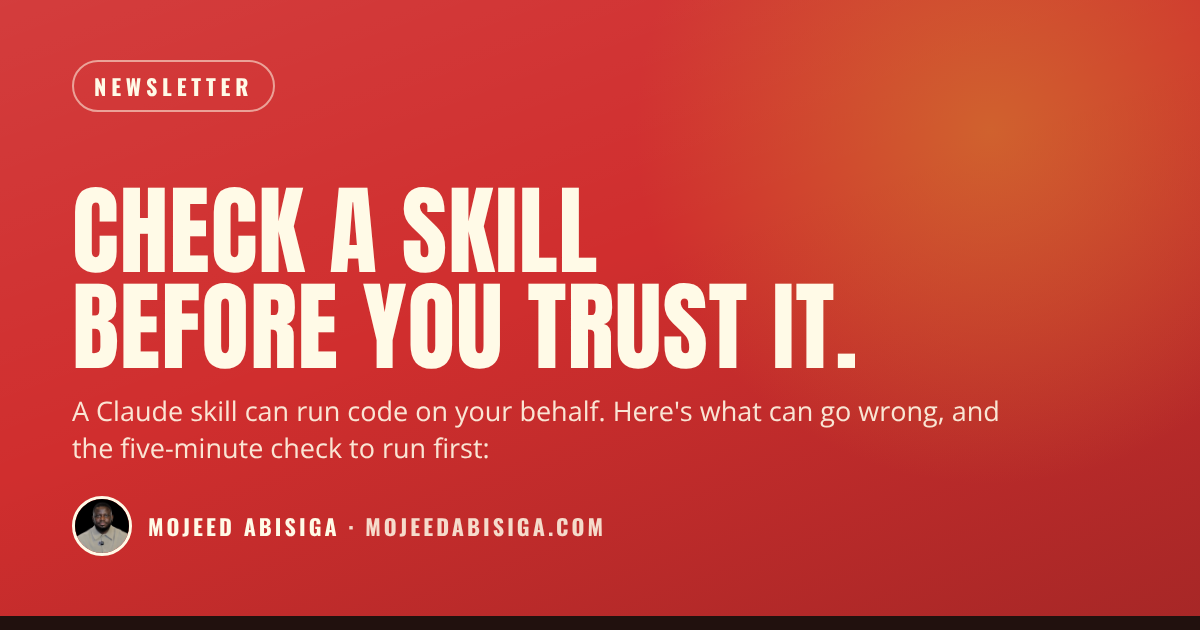 NEWSLETTER
CHECK A SKILL
BEFORE YOU TRUST IT.
A Claude skill can run code on your behalf. Here's what can go wrong, and
the five-minute check to run first:
MOJEED ABISIGA · MOJEEDABISIGA.COM